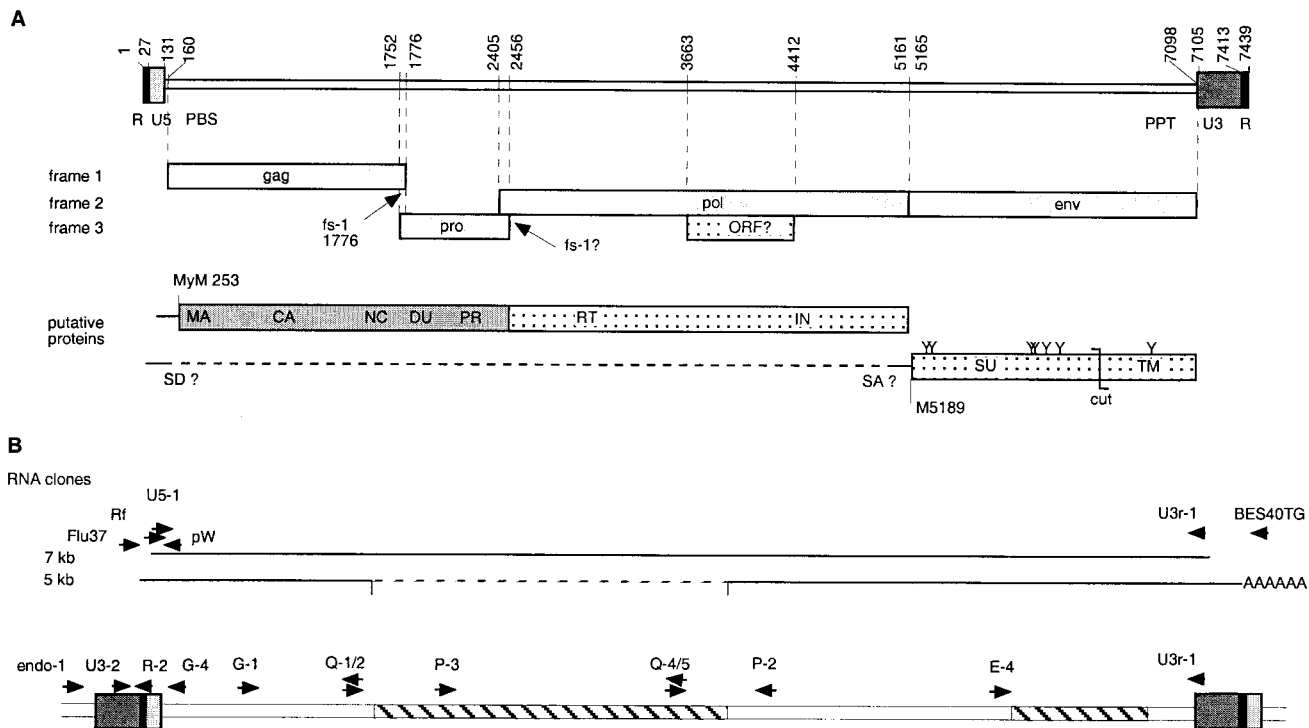 A
1 27 131 160 1752 1776 2405 2456 3663 4412 5161 5165 7098 7105 7413 7439
R U5 PBS PPT U3 R
frame 1 gag
frame 2 pol env
frame 3 pro ORF?
fs-1
1776
fs-1?
MyM 253
putative
proteins
MA CA NC DU PR RT IN
YY YYYY Y
SU TM
SD ? SA ?
cut
M5189
B
RNA clones
U5-1
Rf U3r-1 BES40TG
Flu37 pW
7 kb
5 kb AAAAAA
endo-1 U3-2 R-2 G-4 G-1 Q-1/2 P-3 Q-4/5 P-2 E-4 U3r-1